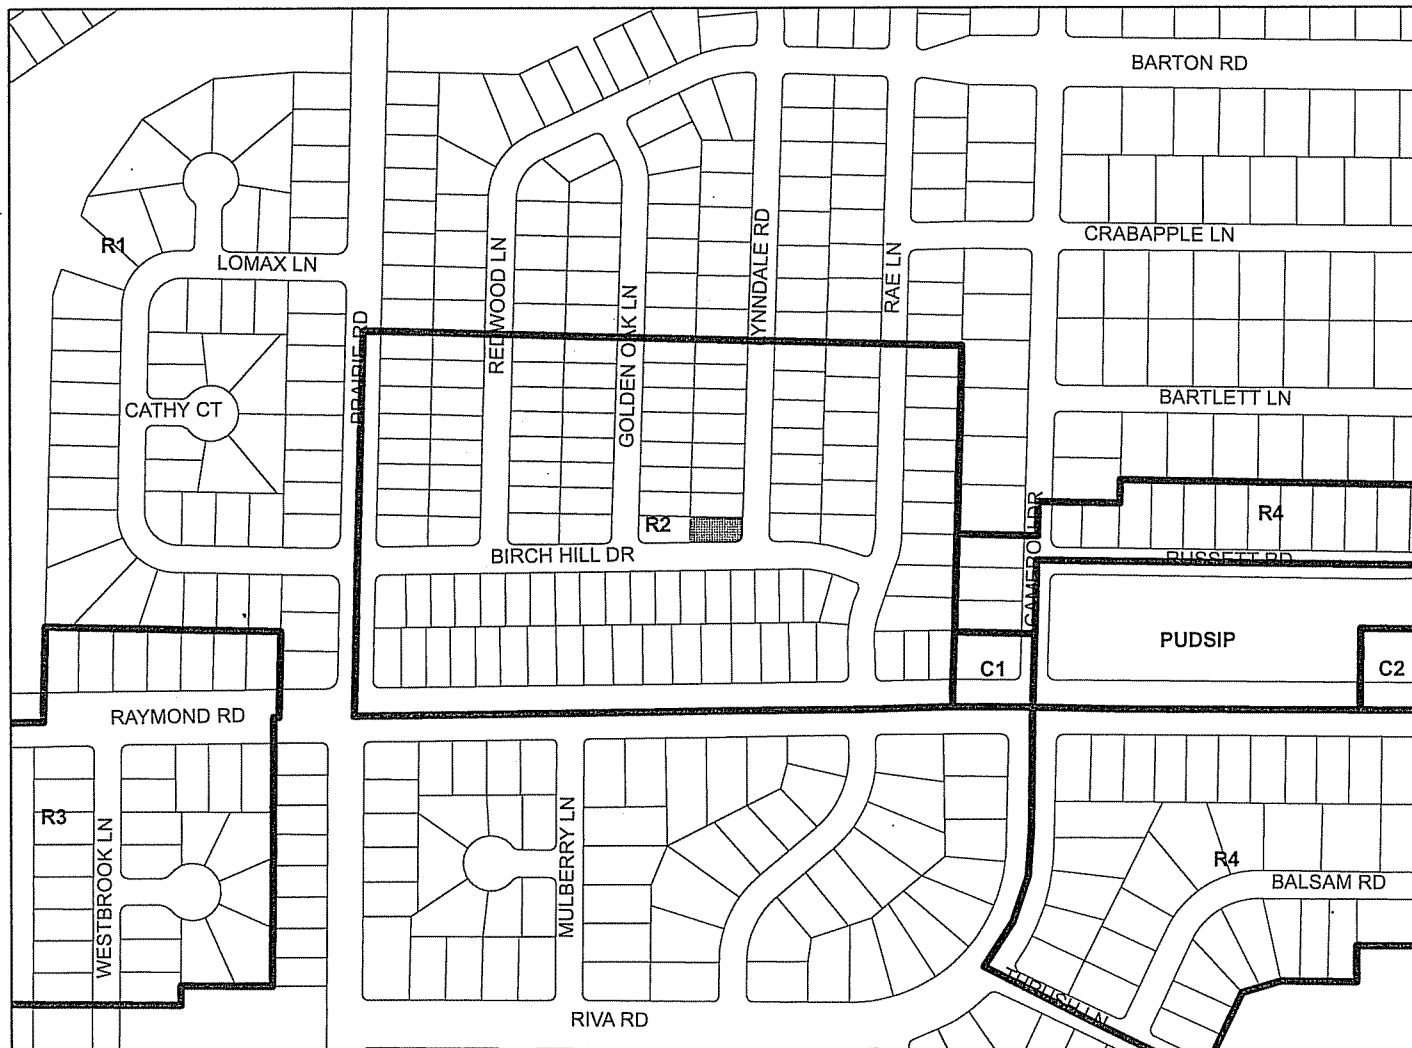 BARTON RD
CRABAPPLE LN
R1
LOMAX LN
REDWOOD LN
GOLDEN OAK LN
LYNNDALE RD
RAE LN
PRAIRIE RD
CATHY CT
BARTLETT LN
R2
R4
BIRCH HILL DR
CAMERON DR
RUSSETT RD
PUDSIP
C1
C2
RAYMOND RD
R3
WESTBROOK LN
MULBERRY LN
R4
BALSAM RD
THRUSH LN
RIVA RD